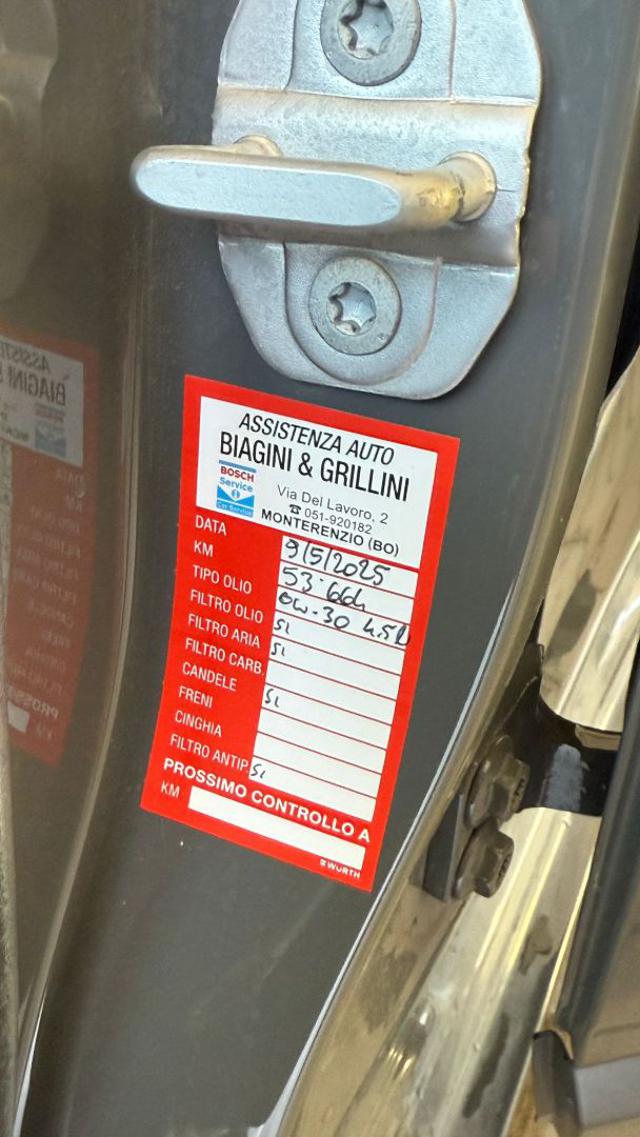 ASSISTENZA AUTO
BIAGINI & GRILLINI
BOSCH
Service
Car Service
Via Del Lavoro, 2
☎ 051-920182
MONTERENZIO (BO)
DATA 9/5/2025
KM 53.664
TIPO OLIO 0W-30 4.5l
FILTRO OLIO SI
FILTRO ARIA SI
FILTRO CARB.
CANDELE SI
FRENI
CINGHIA
FILTRO ANTIP. SI
PROSSIMO CONTROLLO A
KM
WÜRTH